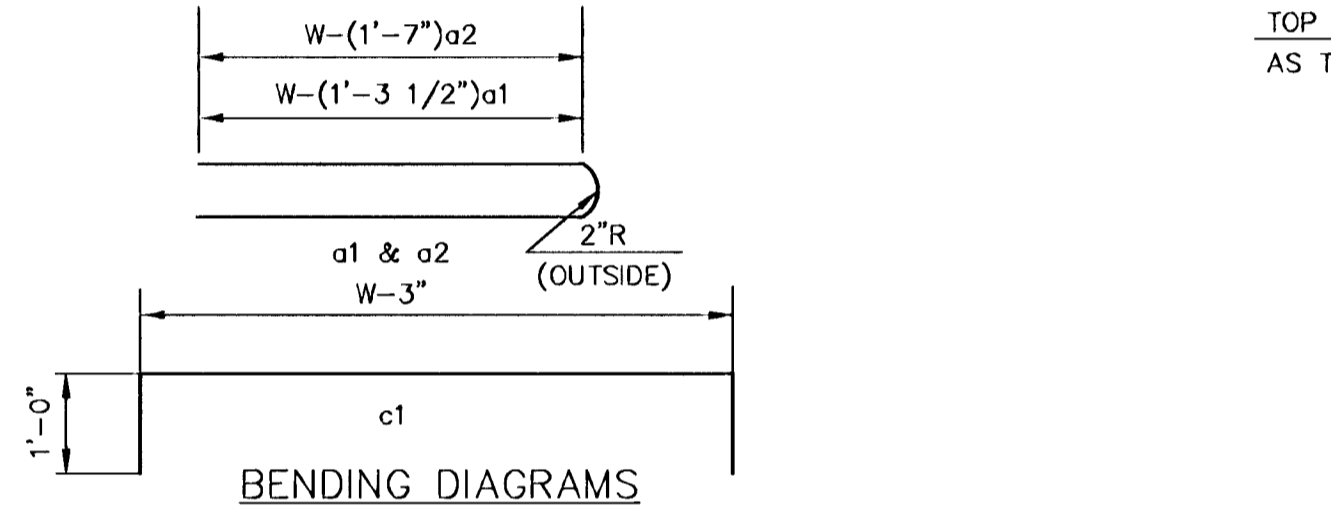 W-(1'-7")a2
W-(1'-3 1/2")a1
TOP
AS T
2"R
(OUTSIDE)
a1 & a2
W-3"
1'-0"
c1
BENDING DIAGRAMS